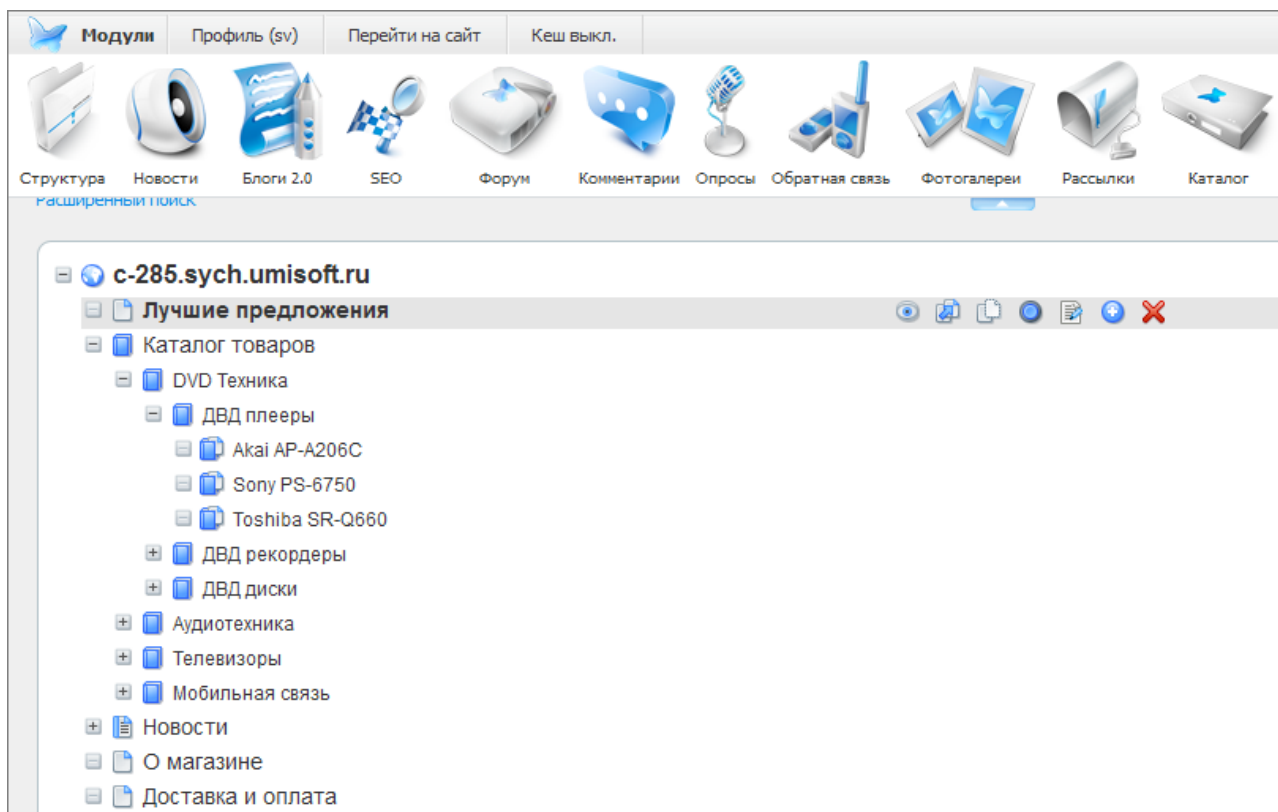 Модули Профиль (sv) Перейти на сайт Кеш выкл.
Структура Новости Блоги 2.0 SEO Форум Комментарии Опросы Обратная связь Фотогалереи Рассылки Каталог
Расширенный поиск
c-285.sych.umisoft.ru
Лучшие предложения
Каталог товаров
DVD Техника
ДВД плееры
Akai AP-A206C
Sony PS-6750
Toshiba SR-Q660
ДВД рекордеры
ДВД диски
Аудиотехника
Телевизоры
Мобильная связь
Новости
О магазине
Доставка и оплата